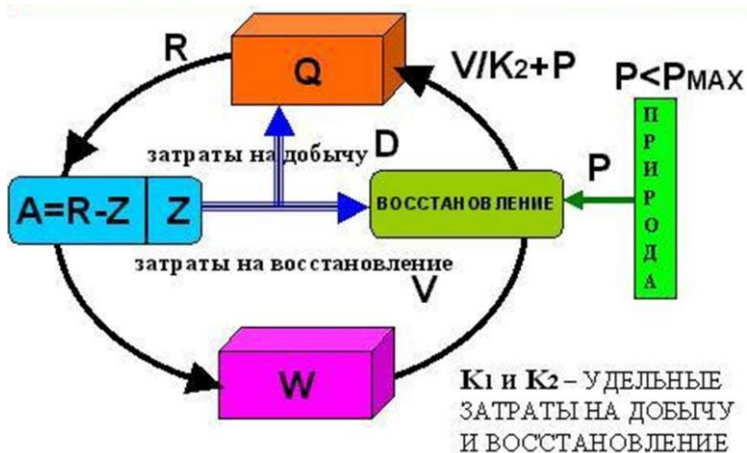 R
Q
V/K2+P
P<PMAX
затраты на добычу D
A=R-Z Z
ВОССТАНОВЛЕНИЕ
P
ПРИРОДА
затраты на восстановление
V
W
K1 и K2 – УДЕЛЬНЫЕ
ЗАТРАТЫ НА ДОБЫЧУ
И ВОССТАНОВЛЕНИЕ